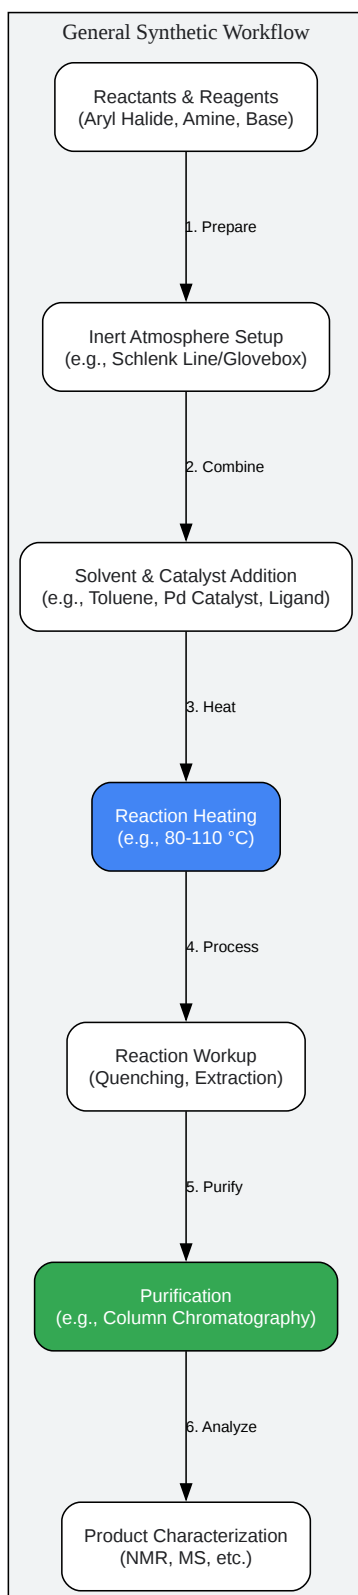 General Synthetic Workflow
Reactants & Reagents
(Aryl Halide, Amine, Base)
1. Prepare
Inert Atmosphere Setup
(e.g., Schlenk Line/Glovebox)
2. Combine
Solvent & Catalyst Addition
(e.g., Toluene, Pd Catalyst, Ligand)
3. Heat
Reaction Heating
(e.g., 80-110 °C)
4. Process
Reaction Workup
(Quenching, Extraction)
5. Purify
Purification
(e.g., Column Chromatography)
6. Analyze
Product Characterization
(NMR, MS, etc.)